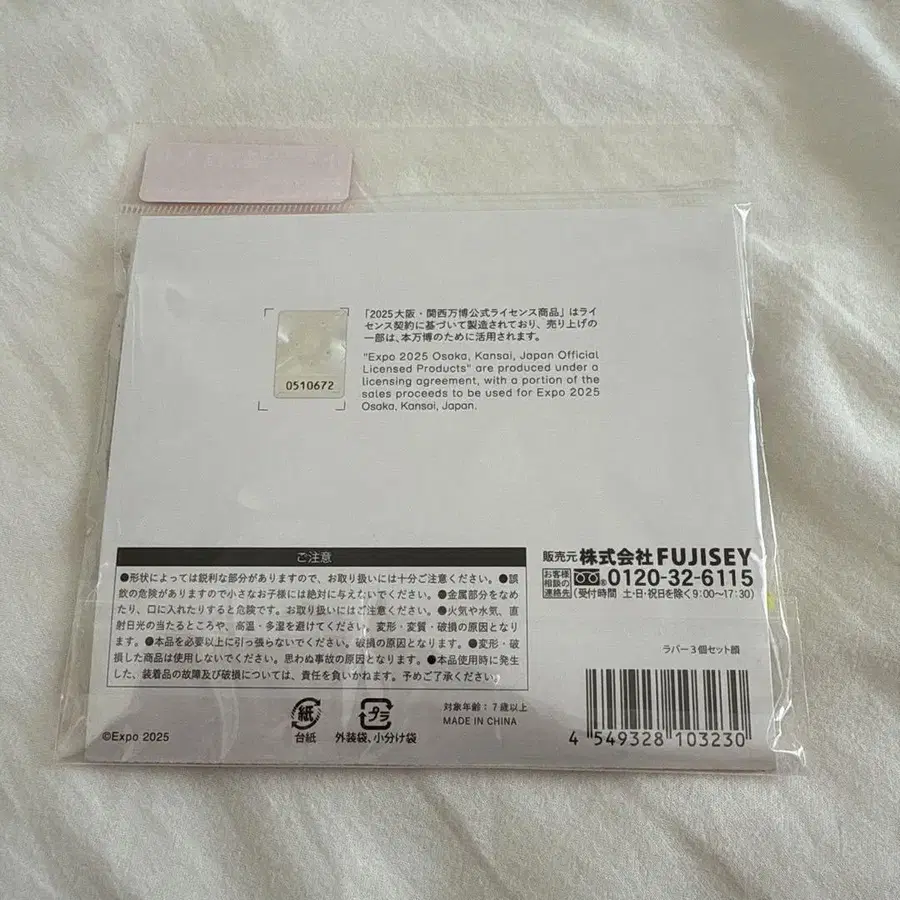 「2025大阪・関西万博公式ライセンス商品」はライ
センス契約に基づいて製造されており、売り上げの
一部は、本万博のために活用されます。
"Expo 2025 Osaka, Kansai, Japan Official
Licensed Products" are produced under a
licensing agreement, with a portion of the
sales proceeds to be used for Expo 2025
Osaka, Kansai, Japan.
0510672
ご注意
●形状によっては鋭利な部分がありますので、お取り扱いには十分ご注意ください。●誤
飲の危険がありますので小さなお子様には絶対に与えないでください。●金属部分をなめ
たり、口に入れたりすると危険です。お取り扱いにはご注意ください。●火気や水気、直
射日光の当たるところや、高温・多湿を避けてください。変形・変質・破損の原因となりま
す。●本品を必要以上に引っ張らないでください。破損の原因となります。●変形・破
損した商品は使用しないでください。思わぬ事故の原因となります。●本品使用時に発生
した、装着品の故障及び破損については、責任を負いかねます。予めご了承ください。
販売元 株式会社FUJISEY
お客様
相談の
連絡先
0120-32-6115
(受付時間 土・日・祝日を除く9:00〜17:30)
ラバー3個セット顔
紙
台紙
プラ
外装袋、小分け袋
対象年齢:7歳以上
MADE IN CHINA
©Expo 2025
4 549328 103230